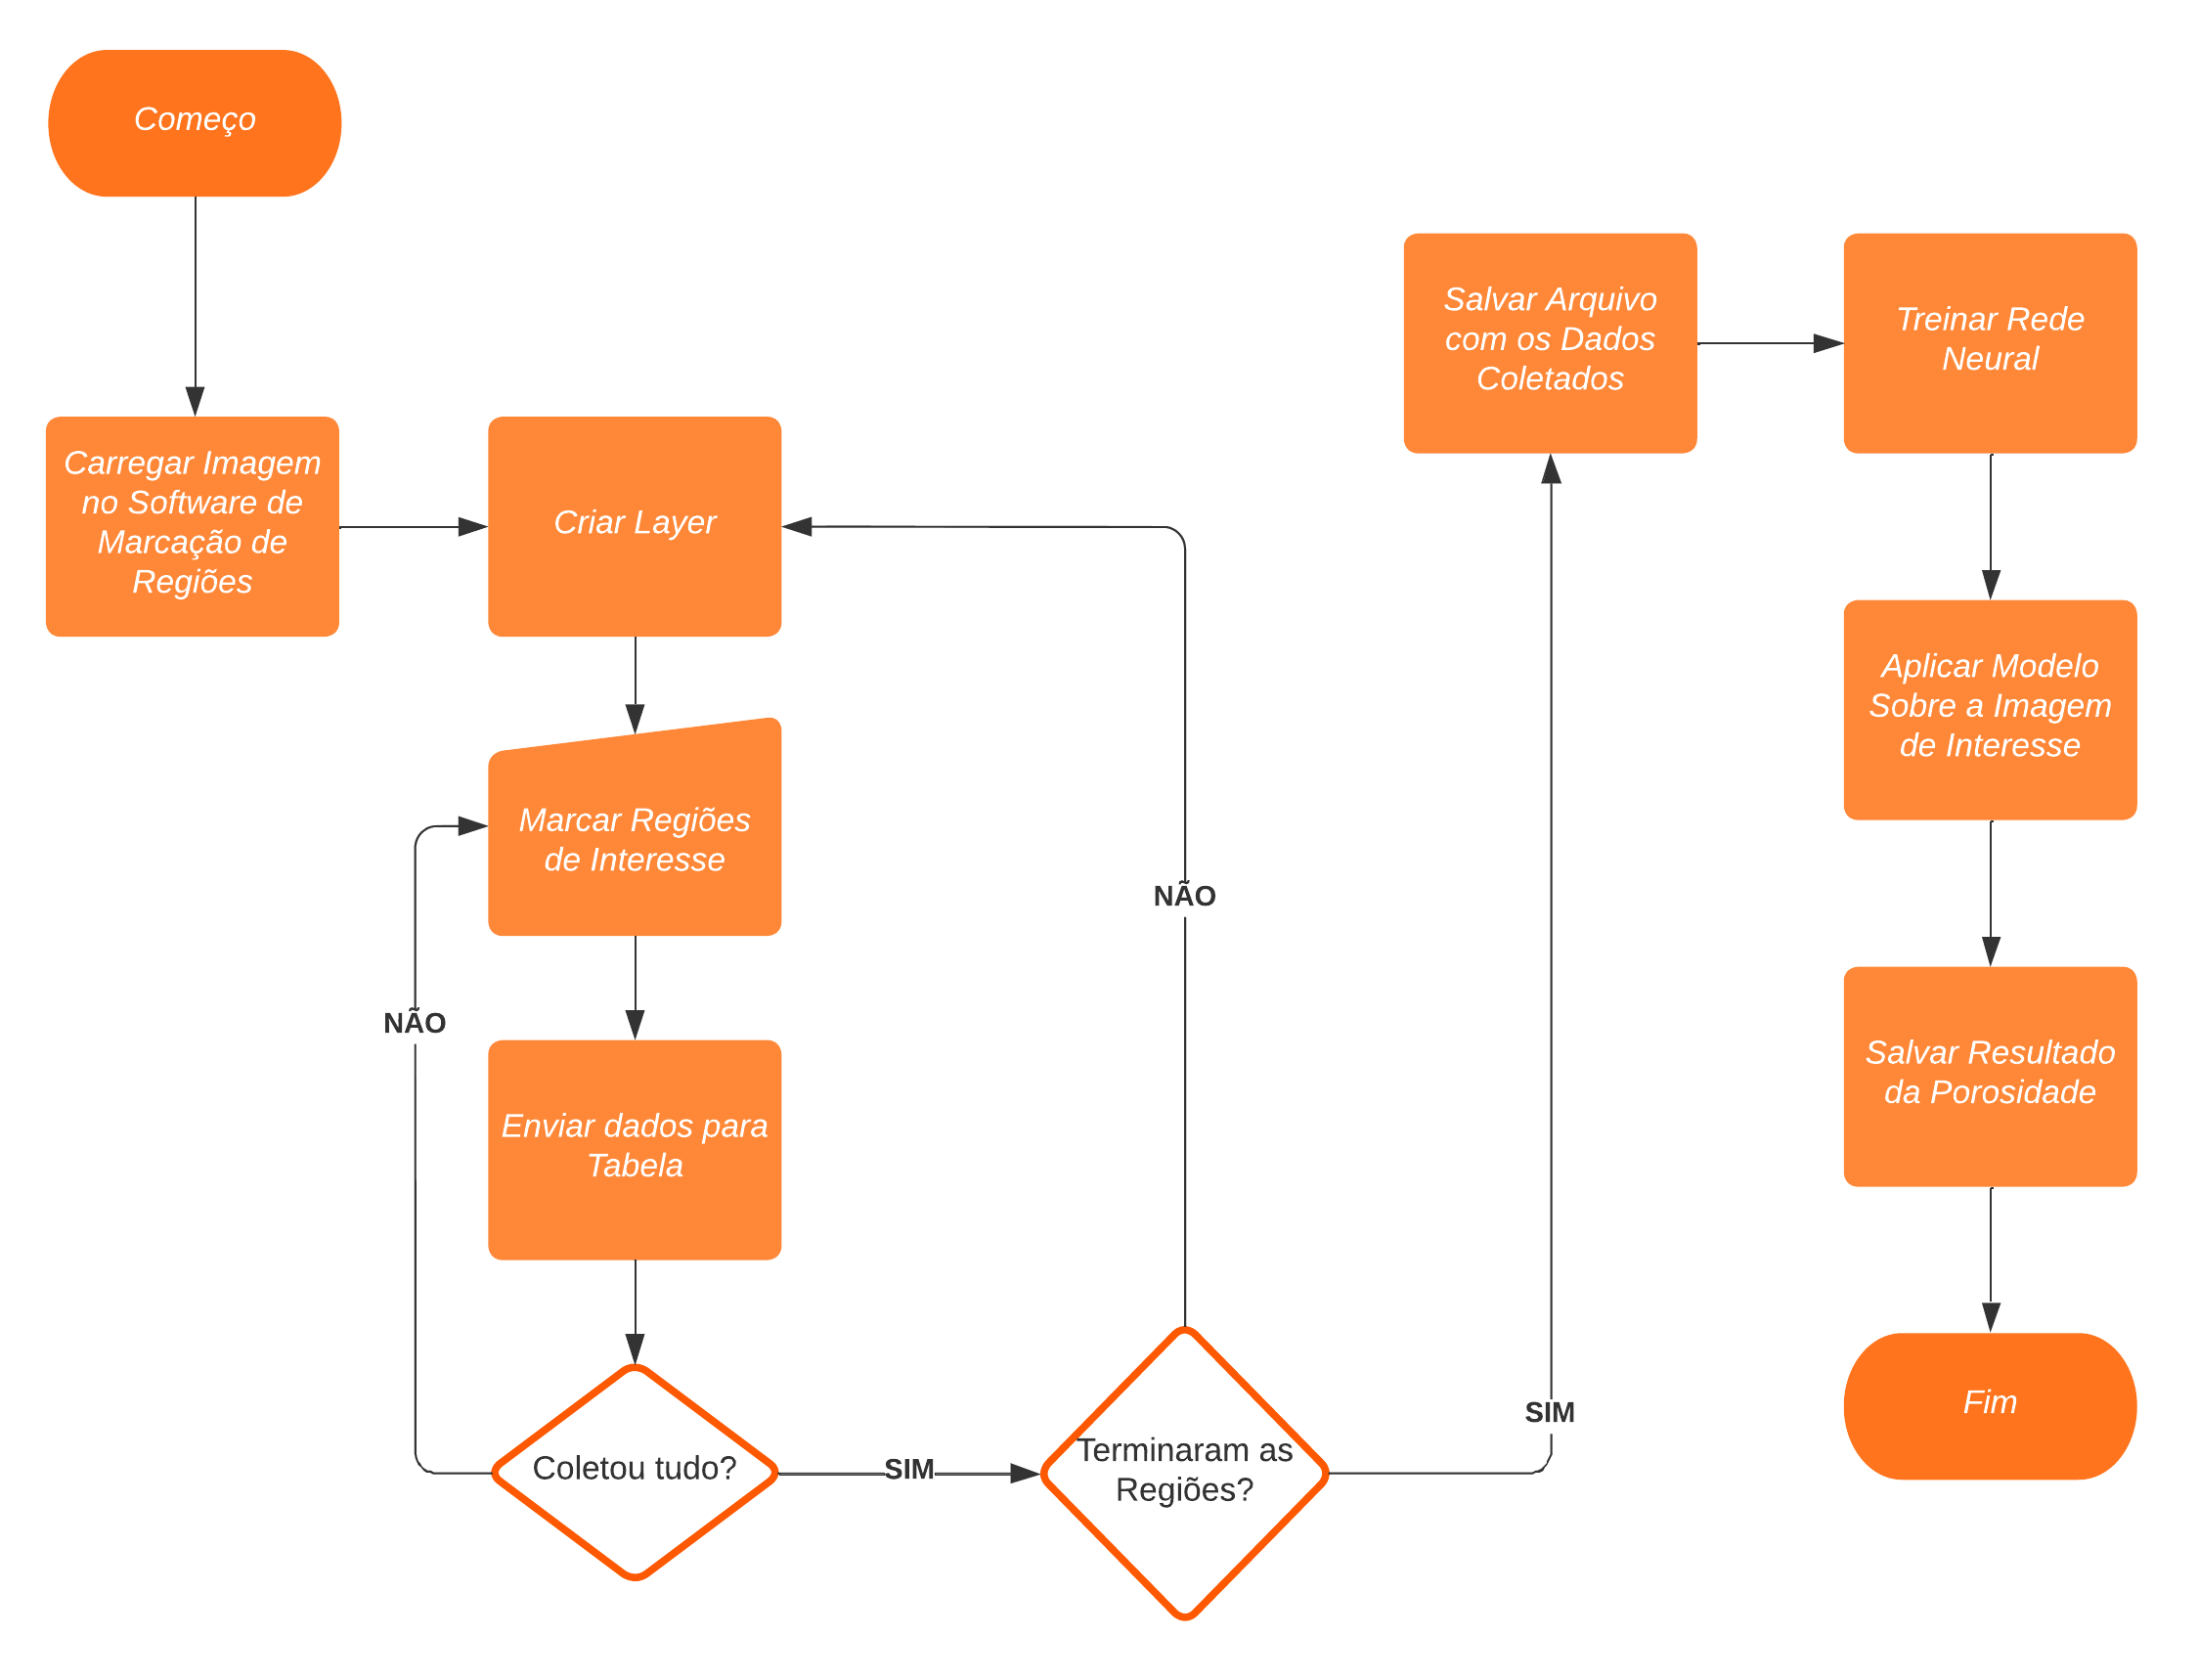 Começo
Carregar Imagem
no Software de
Marcação de
Regiões
Criar Layer
Marcar Regiões
de Interesse
NÃO
Enviar dados para
Tabela
Coletou tudo?
SIM
Terminaram as
Regiões?
NÃO
SIM
Salvar Arquivo
com os Dados
Coletados
Treinar Rede
Neural
Aplicar Modelo
Sobre a Imagem
de Interesse
Salvar Resultado
da Porosidade
Fim